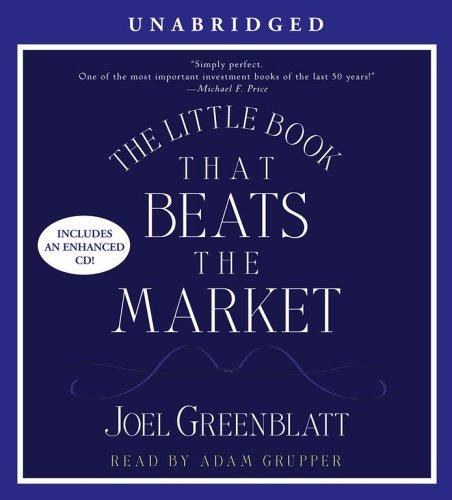 UNABRIDGED
"Simply perfect.
One of the most important investment books of the last 50 years!"
—Michael F. Price
THE LITTLE BOOK
THAT
BEATS
THE
MARKET
INCLUDES
AN ENHANCED
CD!
JOEL GREENBLATT
READ BY ADAM GRUPPER